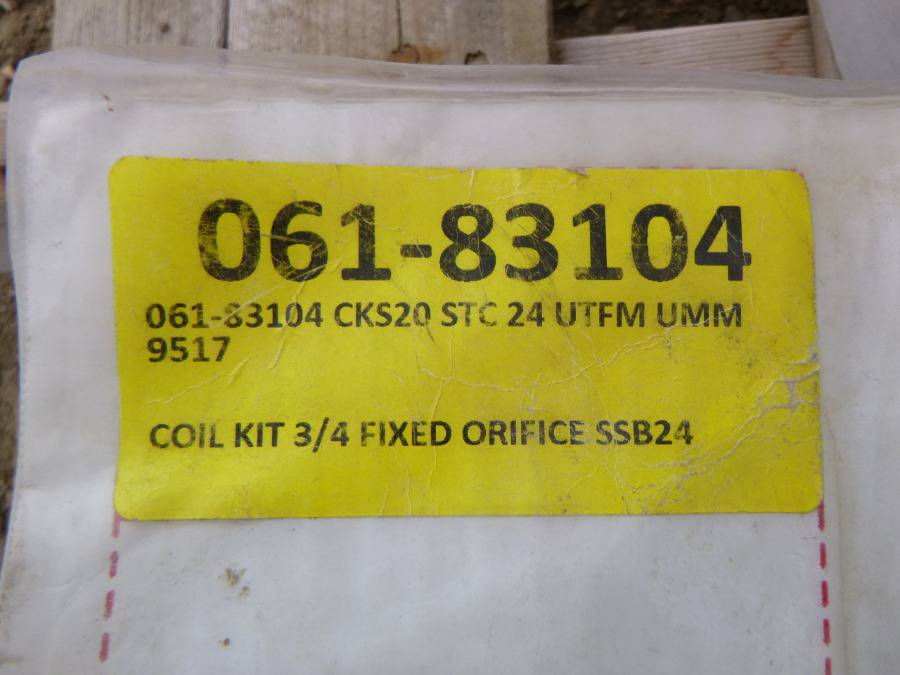 061-83104
061-83104 CKS20 STC 24 UTFM UMM
9517
COIL KIT 3/4 FIXED ORIFICE SSB24